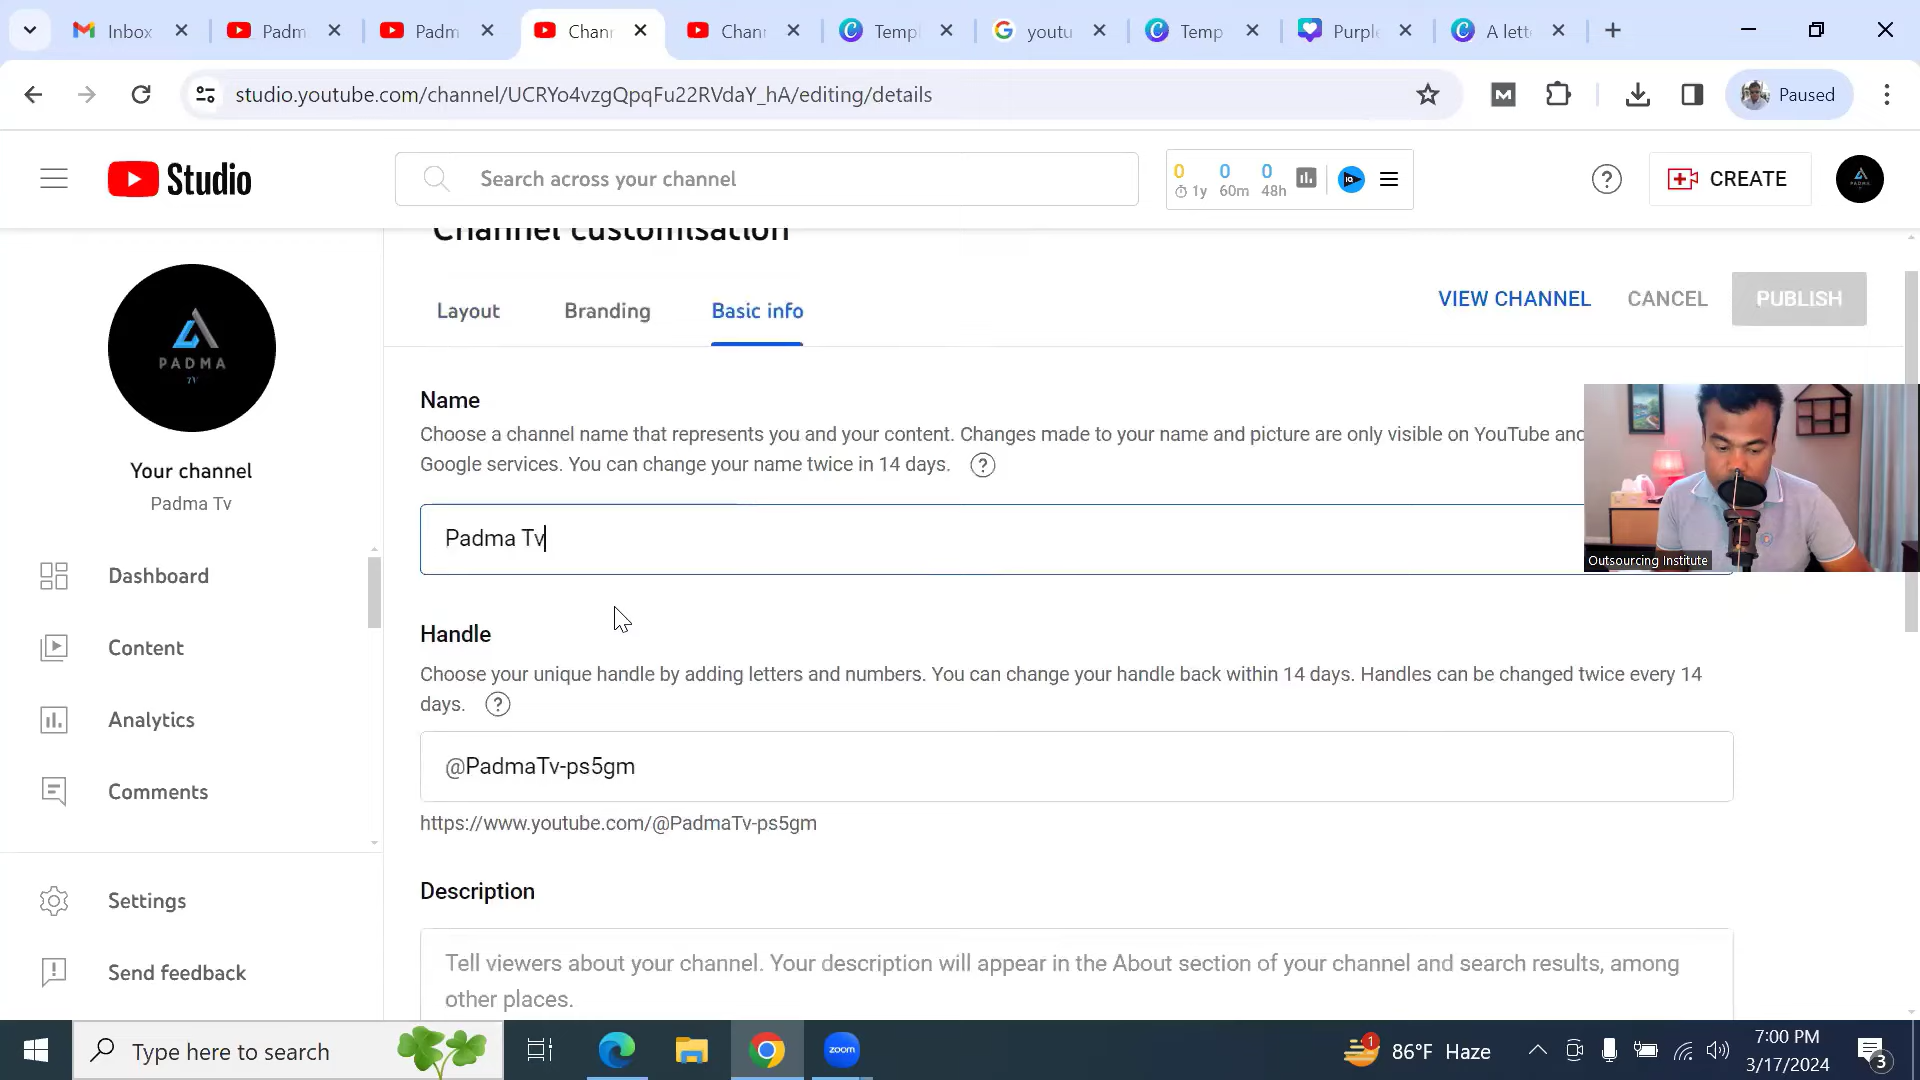 Inbox
Padm
Padm
Chan
Chan
Temp
youtu
Temp
Purpl
A lett
studio.youtube.com/channel/UCRYo4vzgQpqFu22RVdaY_hA/editing/details
M
Paused
Studio
Search across your channel
0 0 0
1y 60m 48h
CREATE
Channel customisation
Layout Branding Basic info
VIEW CHANNEL CANCEL PUBLISH
PADMA
TV
Your channel
Padma Tv
Dashboard
Content
Analytics
Comments
Settings
Send feedback
Name
Choose a channel name that represents you and your content. Changes made to your name and picture are only visible on YouTube and
Google services. You can change your name twice in 14 days.
Padma Tv
Outsourcing Institute
Handle
Choose your unique handle by adding letters and numbers. You can change your handle back within 14 days. Handles can be changed twice every 14
days.
@PadmaTv-ps5gm
https://www.youtube.com/@PadmaTv-ps5gm
Description
Tell viewers about your channel. Your description will appear in the About section of your channel and search results, among
other places.
Type here to search
zoom
1
86°F Haze
7:00 PM
3/17/2024
3